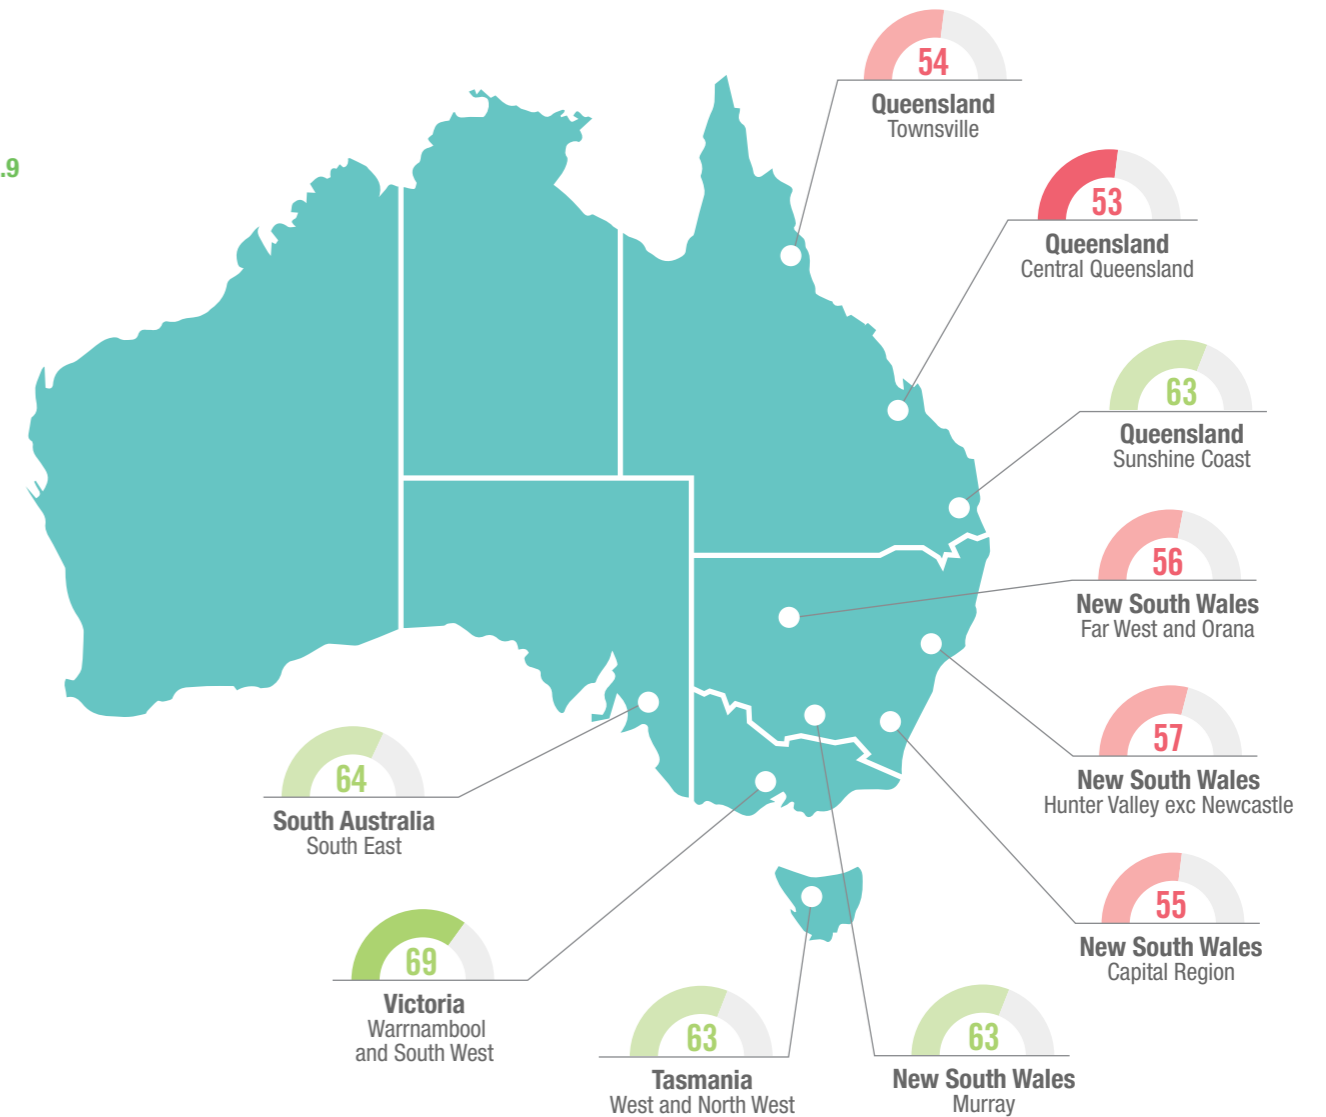 54
Queensland
Townsville
.9
53
Queensland
Central Queensland
63
Queensland
Sunshine Coast
56
New South Wales
Far West and Orana
57
New South Wales
Hunter Valley exc Newcastle
64
South Australia
South East
55
New South Wales
Capital Region
69
Victoria
Warrnambool
and South West
63
Tasmania
West and North West
63
New South Wales
Murray